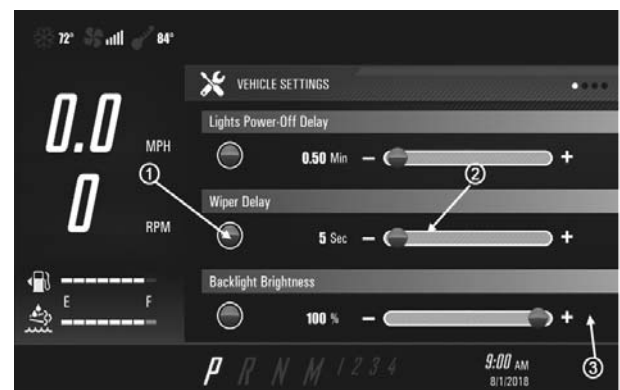 72° 84°
VEHICLE SETTINGS
0.0 MPH
Lights Power-Off Delay
0.50 Min - +
1
2
0 RPM
Wiper Delay
5 Sec - +
Backlight Brightness
100 % - +
E F
3
P R N M 1 2 3 4
9:00 AM
8/1/2018